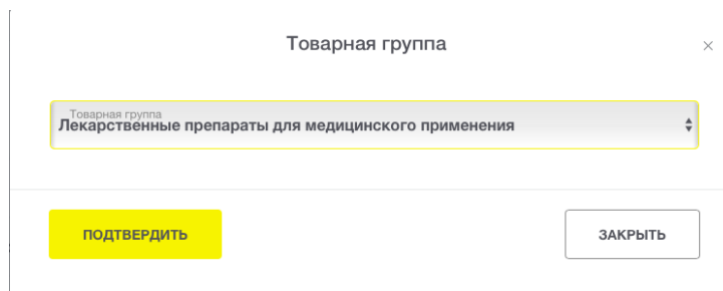 Товарная группа
Товарная группа
Лекарственные препараты для медицинского применения
ПОДТВЕРДИТЬ
ЗАКРЫТЬ